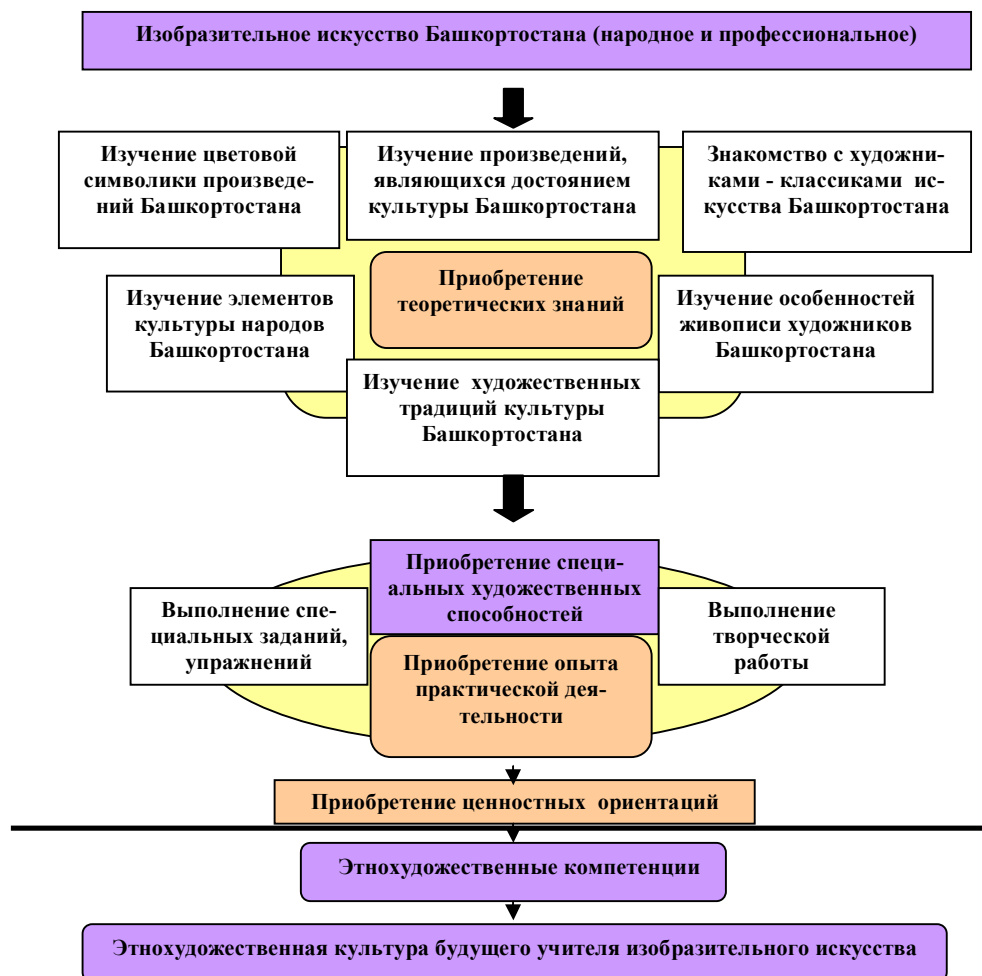 Изобразительное искусство Башкортостана (народное и профессиональное)
Изучение цветовой
символики произведе-
ний Башкортостана
Изучение произведений,
являющихся достоянием
культуры Башкортостана
Знакомство с художни-
ками - классиками ис-
кусства Башкортостана
Приобретение
теоретических знаний
Изучение элементов
культуры народов
Башкортостана
Изучение особенностей
живописи художников
Башкортостана
Изучение художественных
традиций культуры
Башкортостана
Приобретение специ-
альных художественных
способностей
Выполнение спе-
циальных заданий,
упражнений
Выполнение
творческой
работы
Приобретение опыта
практической дея-
тельности
Приобретение ценностных ориентаций
Этнохудожественные компетенции
Этнохудожественная культура будущего учителя изобразительного искусства